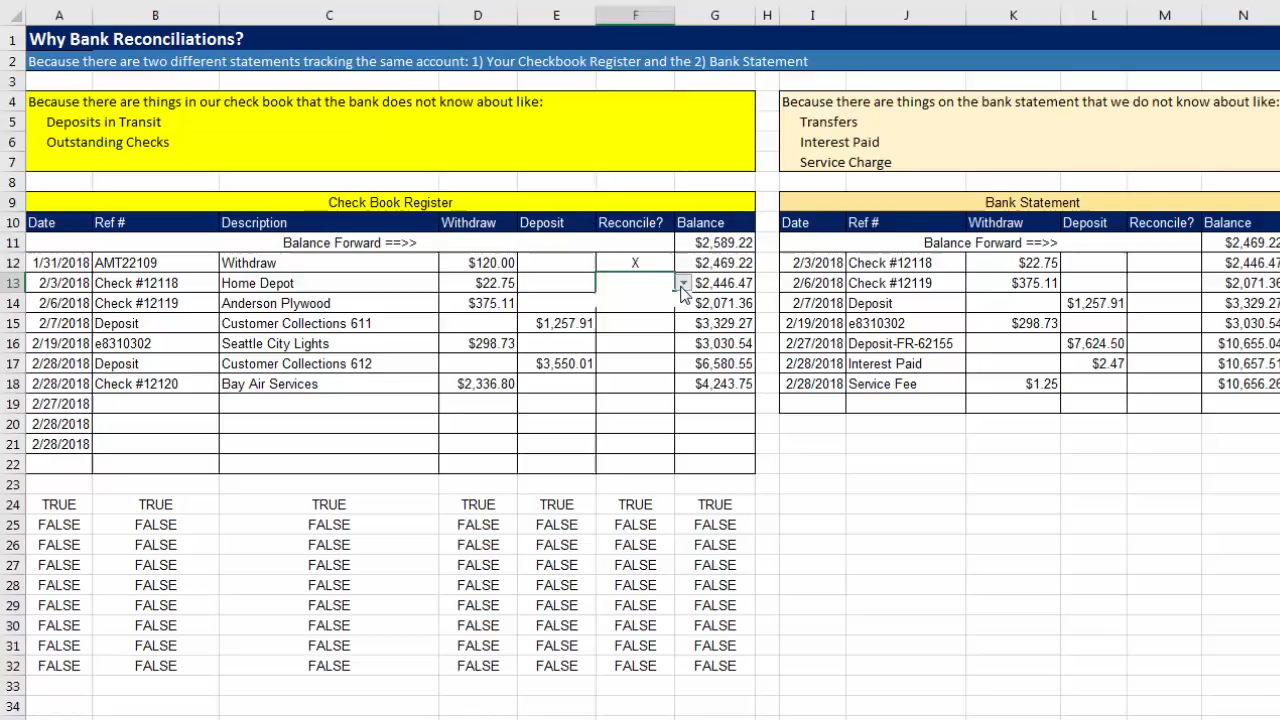 A B C D E F G H I J K L M N
1 Why Bank Reconciliations?
2 Because there are two different statements tracking the same account: 1) Your Checkbook Register and the 2) Bank Statement
3
4 Because there are things in our check book that the bank does not know about like: Because there are things on the bank statement that we do not know about like:
5 Deposits in Transit Transfers
6 Outstanding Checks Interest Paid
7 Service Charge
8
9 Check Book Register Bank Statement
10 Date Ref # Description Withdraw Deposit Reconcile? Balance Date Ref # Withdraw Deposit Reconcile? Balance
11 Balance Forward ==>> $2,589.22 Balance Forward ==>> $2,469.22
12 1/31/2018 AMT22109 Withdraw $120.00 X $2,469.22 2/3/2018 Check #12118 $22.75 $2,446.47
13 2/3/2018 Check #12118 Home Depot $22.75 $2,446.47 2/6/2018 Check #12119 $375.11 $2,071.36
14 2/6/2018 Check #12119 Anderson Plywood $375.11 $2,071.36 2/7/2018 Deposit $1,257.91 $3,329.27
15 2/7/2018 Deposit Customer Collections 611 $1,257.91 $3,329.27 2/19/2018 e8310302 $298.73 $3,030.54
16 2/19/2018 e8310302 Seattle City Lights $298.73 $3,030.54 2/27/2018 Deposit-FR-62155 $7,624.50 $10,655.04
17 2/28/2018 Deposit Customer Collections 612 $3,550.01 $6,580.55 2/28/2018 Interest Paid $2.47 $10,657.51
18 2/28/2018 Check #12120 Bay Air Services $2,336.80 $4,243.75 2/28/2018 Service Fee $1.25 $10,656.26
19 2/27/2018
20 2/28/2018
21 2/28/2018
22
23
24 TRUE TRUE TRUE TRUE TRUE TRUE TRUE
25 FALSE FALSE FALSE FALSE FALSE FALSE FALSE
26 FALSE FALSE FALSE FALSE FALSE FALSE FALSE
27 FALSE FALSE FALSE FALSE FALSE FALSE FALSE
28 FALSE FALSE FALSE FALSE FALSE FALSE FALSE
29 FALSE FALSE FALSE FALSE FALSE FALSE FALSE
30 FALSE FALSE FALSE FALSE FALSE FALSE FALSE
31 FALSE FALSE FALSE FALSE FALSE FALSE FALSE
32 FALSE FALSE FALSE FALSE FALSE FALSE FALSE
33
34